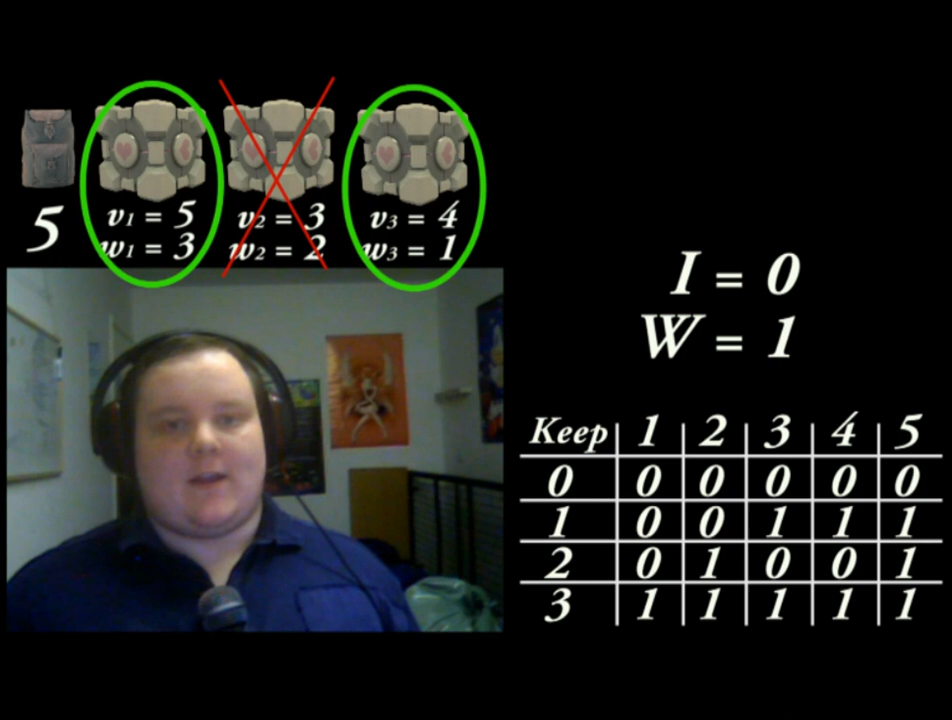 5
v1 = 5 v2 = 3 v3 = 4
w1 = 3 w2 = 2 w3 = 1
I = 0
W = 1
Keep 1 2 3 4 5
0 0 0 0 0 0
1 0 0 1 1 1
2 0 1 0 0 1
3 1 1 1 1 1